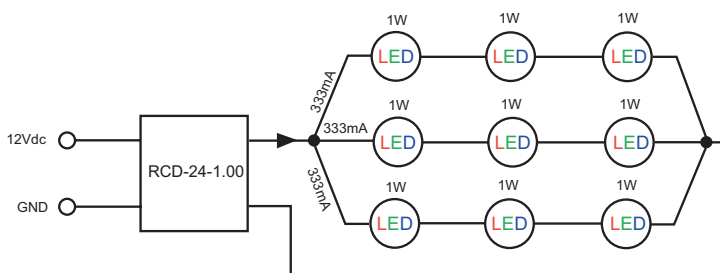 1W 1W 1W
LED LED LED
333mA
1W 1W 1W
12Vdc
333mA
LED LED LED
RCD-24-1.00
333mA
1W 1W 1W
GND
LED LED LED